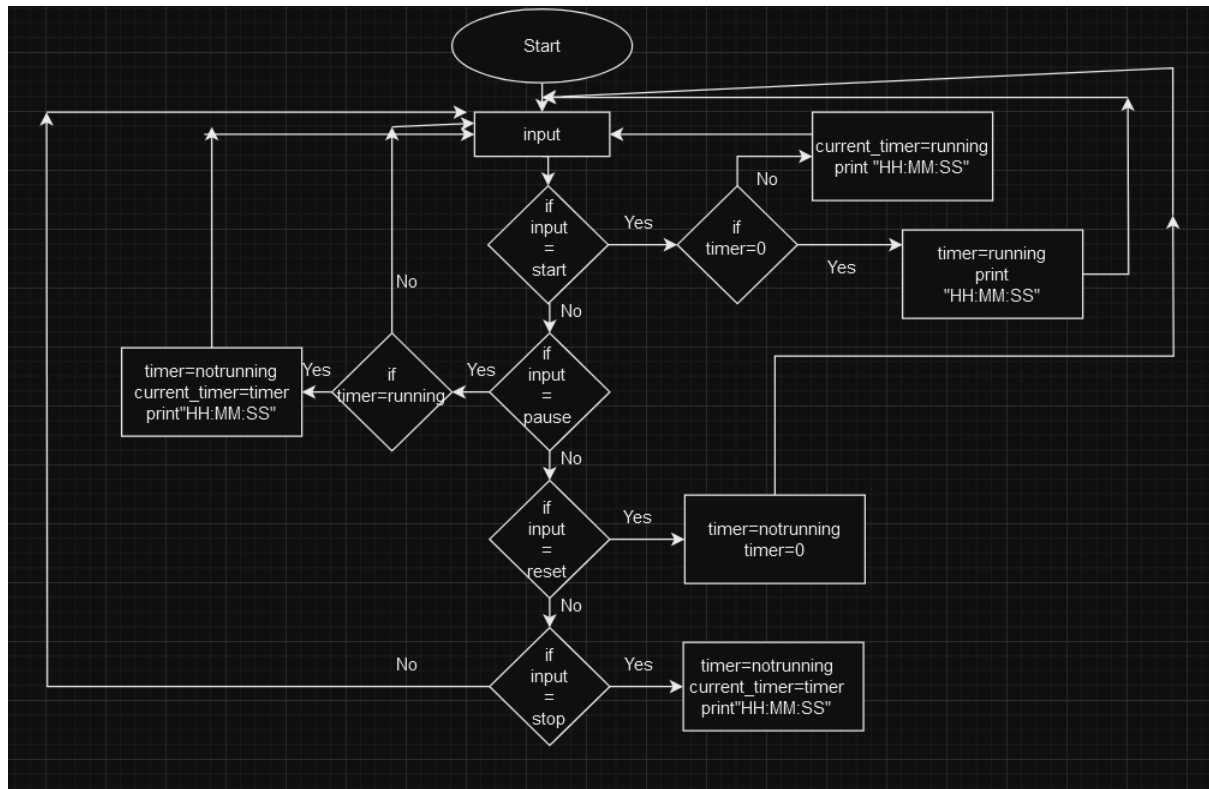 Start
input
current_timer=running
print "HH:MM:SS"
No
if
input
=
start
Yes
if
timer=0
Yes
timer=running
print
"HH:MM:SS"
No
No
timer=notrunning
current_timer=timer
print"HH:MM:SS"
Yes
if
timer=running
Yes
if
input
=
pause
No
if
input
=
reset
Yes
timer=notrunning
timer=0
No
No
if
input
=
stop
Yes
timer=notrunning
current_timer=timer
print"HH:MM:SS"